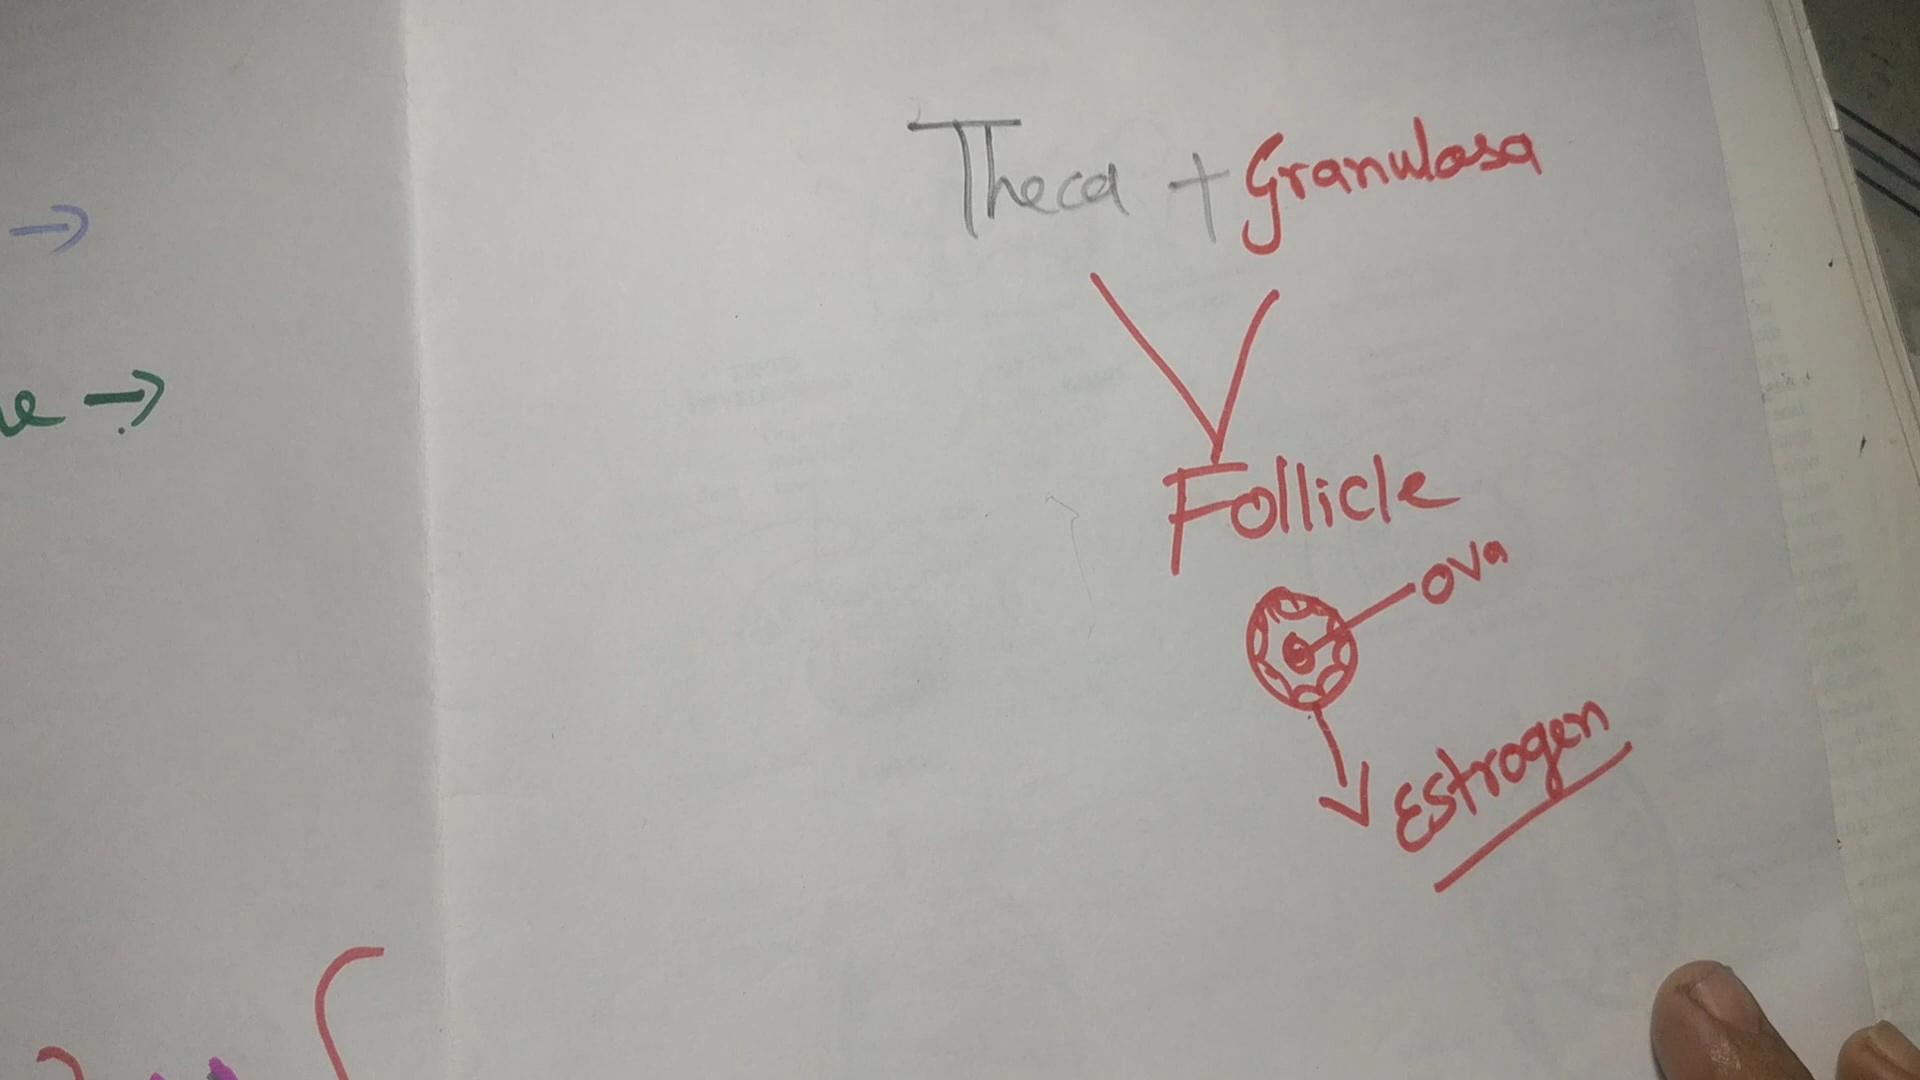 Theca + Granulosa
Follicle
ova
Estrogen
→
→